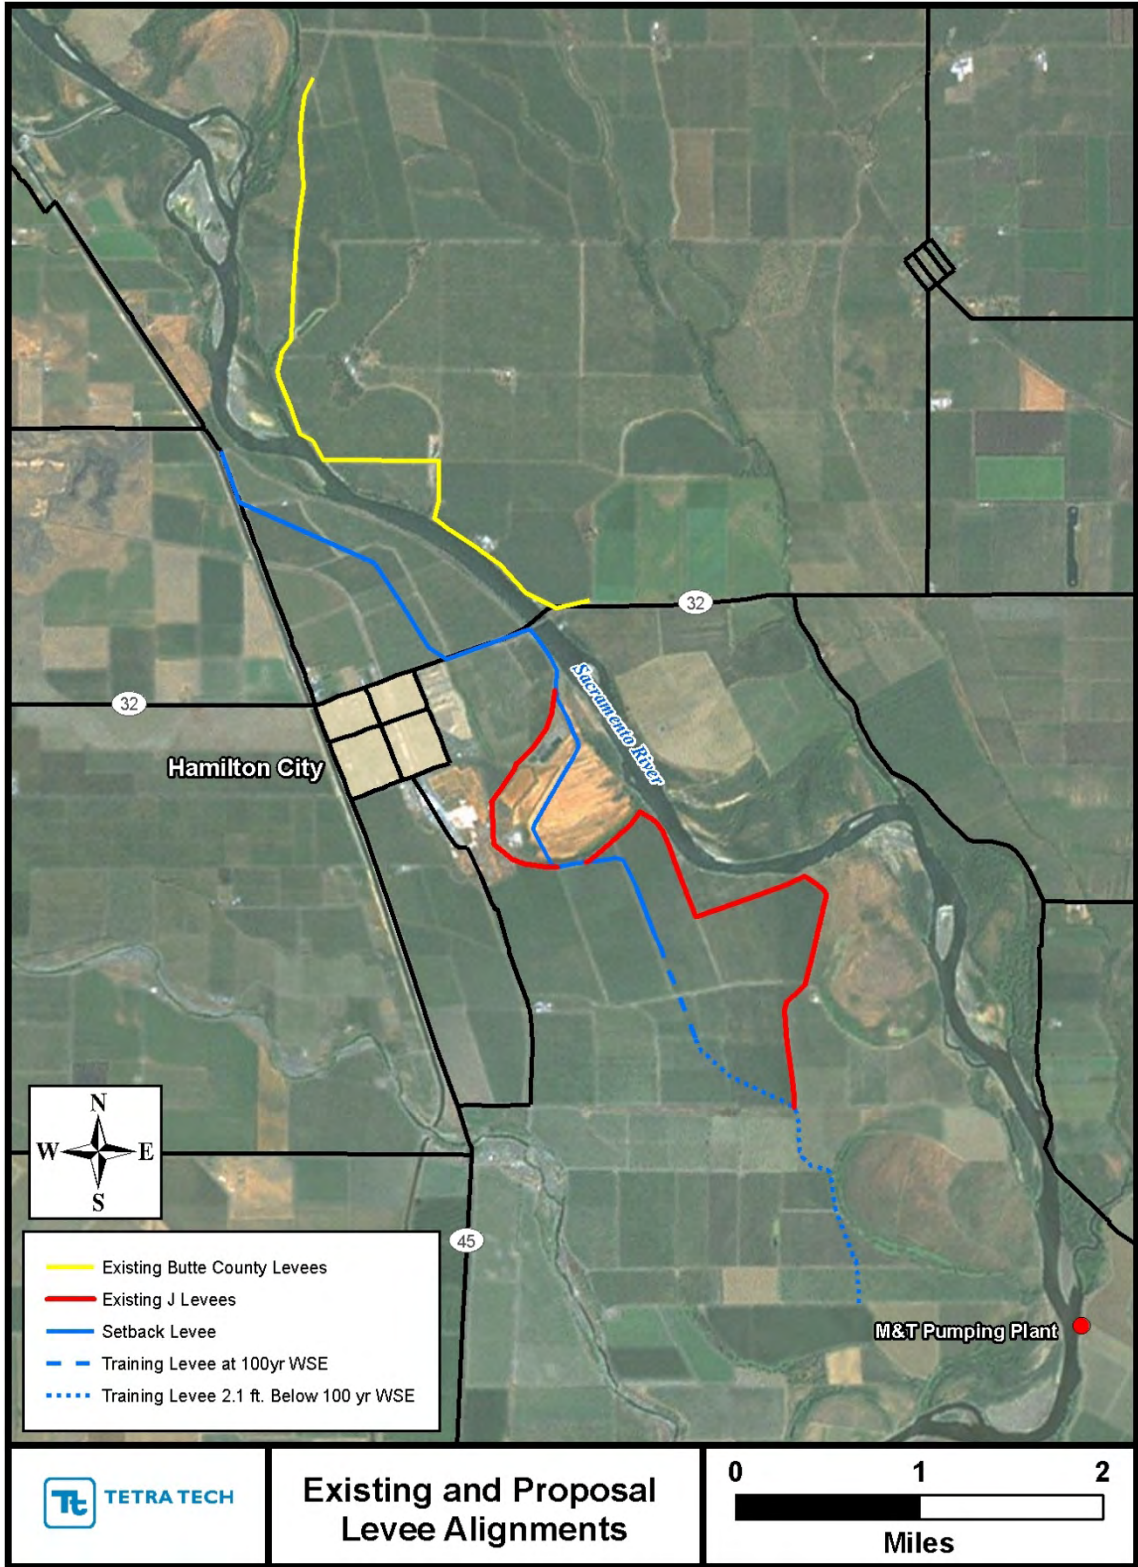 32
32
Sacramento River
Hamilton City
N
W E
S
45
Existing Butte County Levees
Existing J Levees
Setback Levee
Training Levee at 100yr WSE
Training Levee 2.1 ft. Below 100 yr WSE
M&T Pumping Plant
Tt TETRA TECH
Existing and Proposal
Levee Alignments
0 1 2
Miles